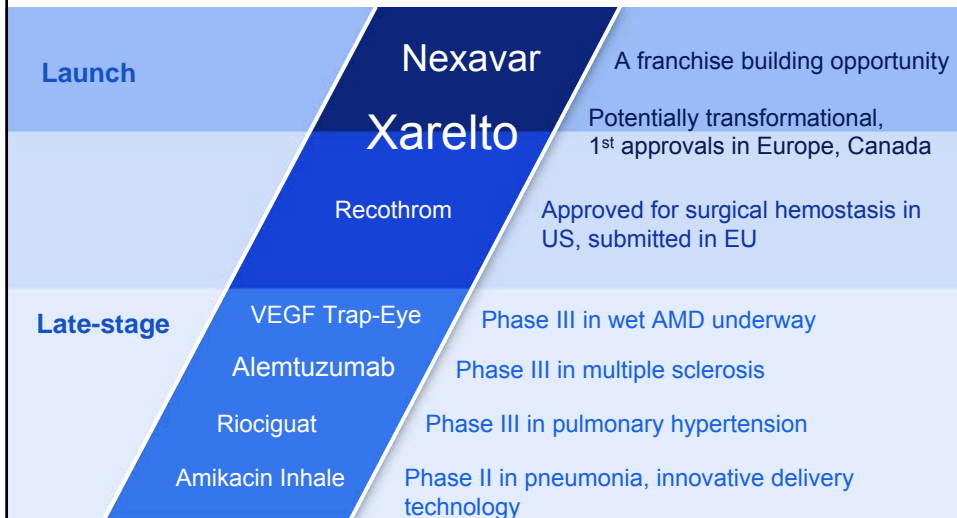 Launch
Nexavar
A franchise building opportunity
Xarelto
Potentially transformational,
1st approvals in Europe, Canada
Recothrom
Approved for surgical hemostasis in
US, submitted in EU
Late-stage
VEGF Trap-Eye
Phase III in wet AMD underway
Alemtuzumab
Phase III in multiple sclerosis
Riociguat
Phase III in pulmonary hypertension
Amikacin Inhale
Phase II in pneumonia, innovative delivery
technology